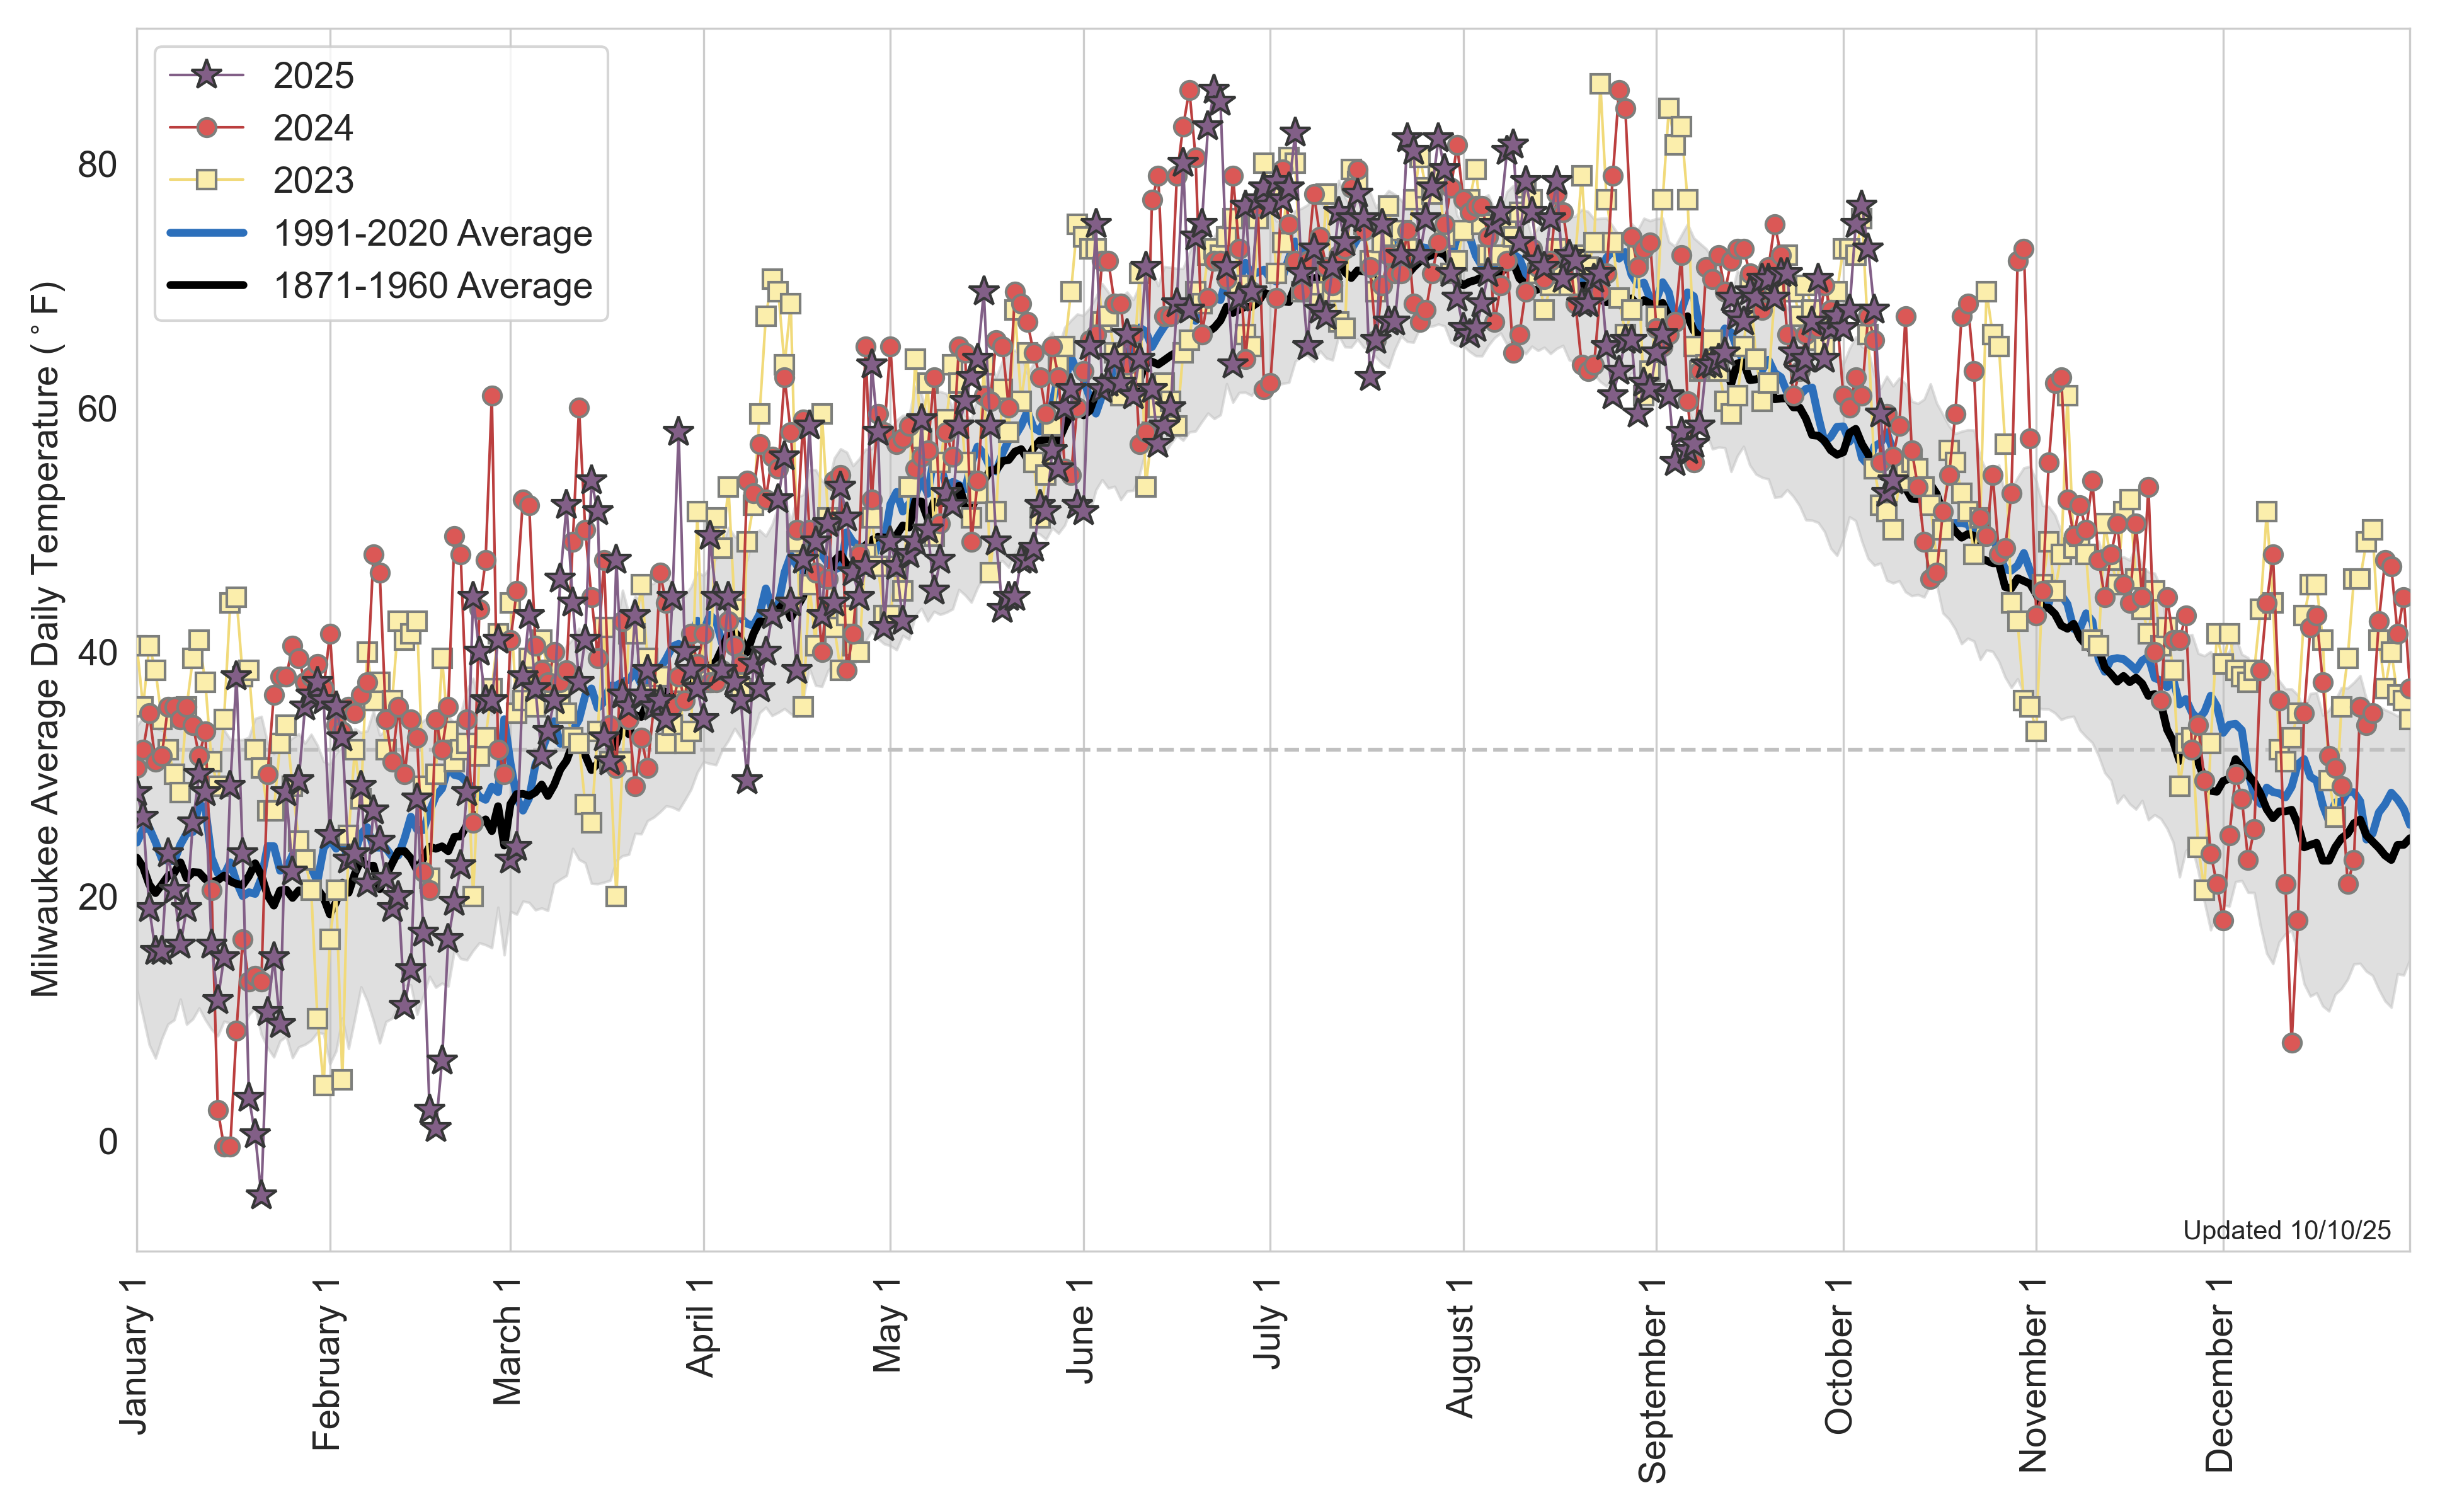 2025
2024
2023
1991-2020 Average
1871-1960 Average
Milwaukee Average Daily Temperature (°F)
80
60
40
20
0
Updated 10/10/25
January 1
February 1
March 1
April 1
May 1
June 1
July 1
August 1
September 1
October 1
November 1
December 1